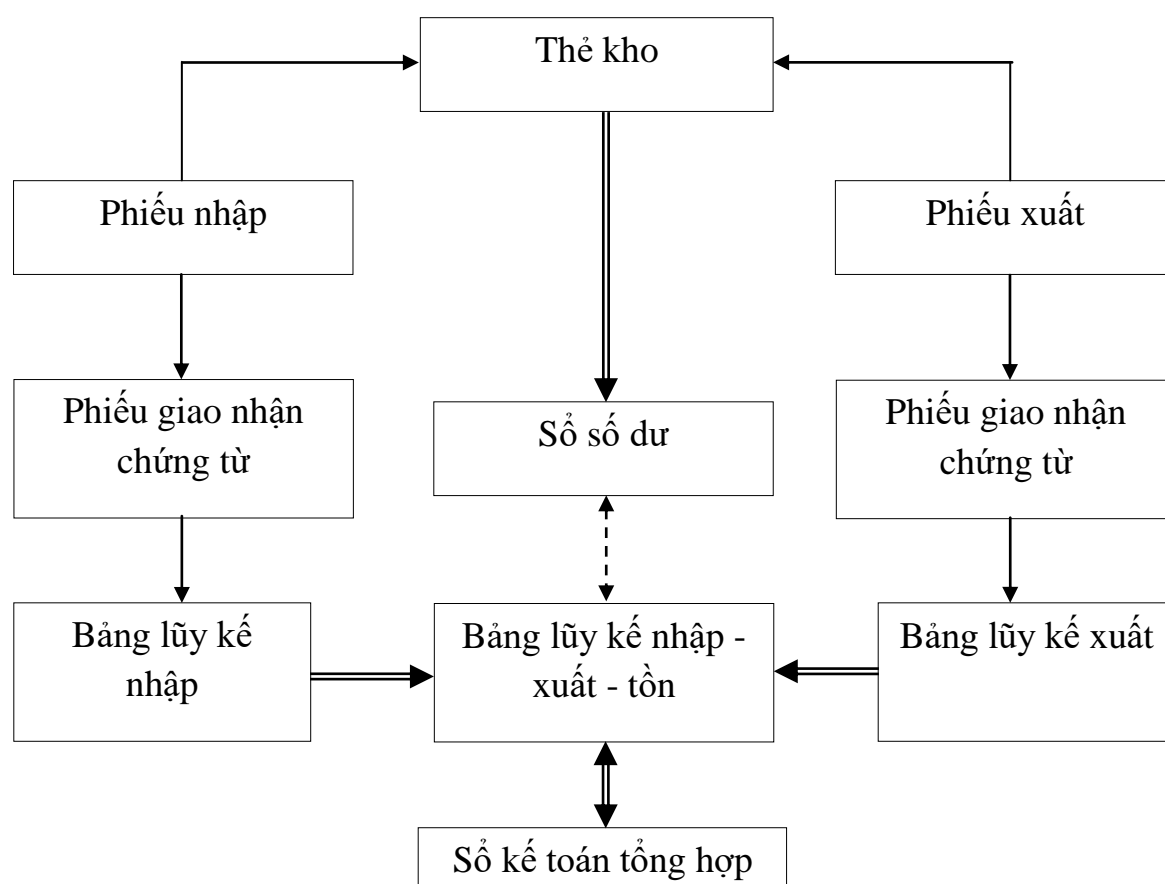 Thẻ kho
Phiếu nhập
Phiếu xuất
Phiếu giao nhận
chứng từ
Sổ số dư
Phiếu giao nhận
chứng từ
Bảng lũy kế
nhập
Bảng lũy kế nhập -
xuất - tồn
Bảng lũy kế xuất
Sổ kế toán tổng hợp